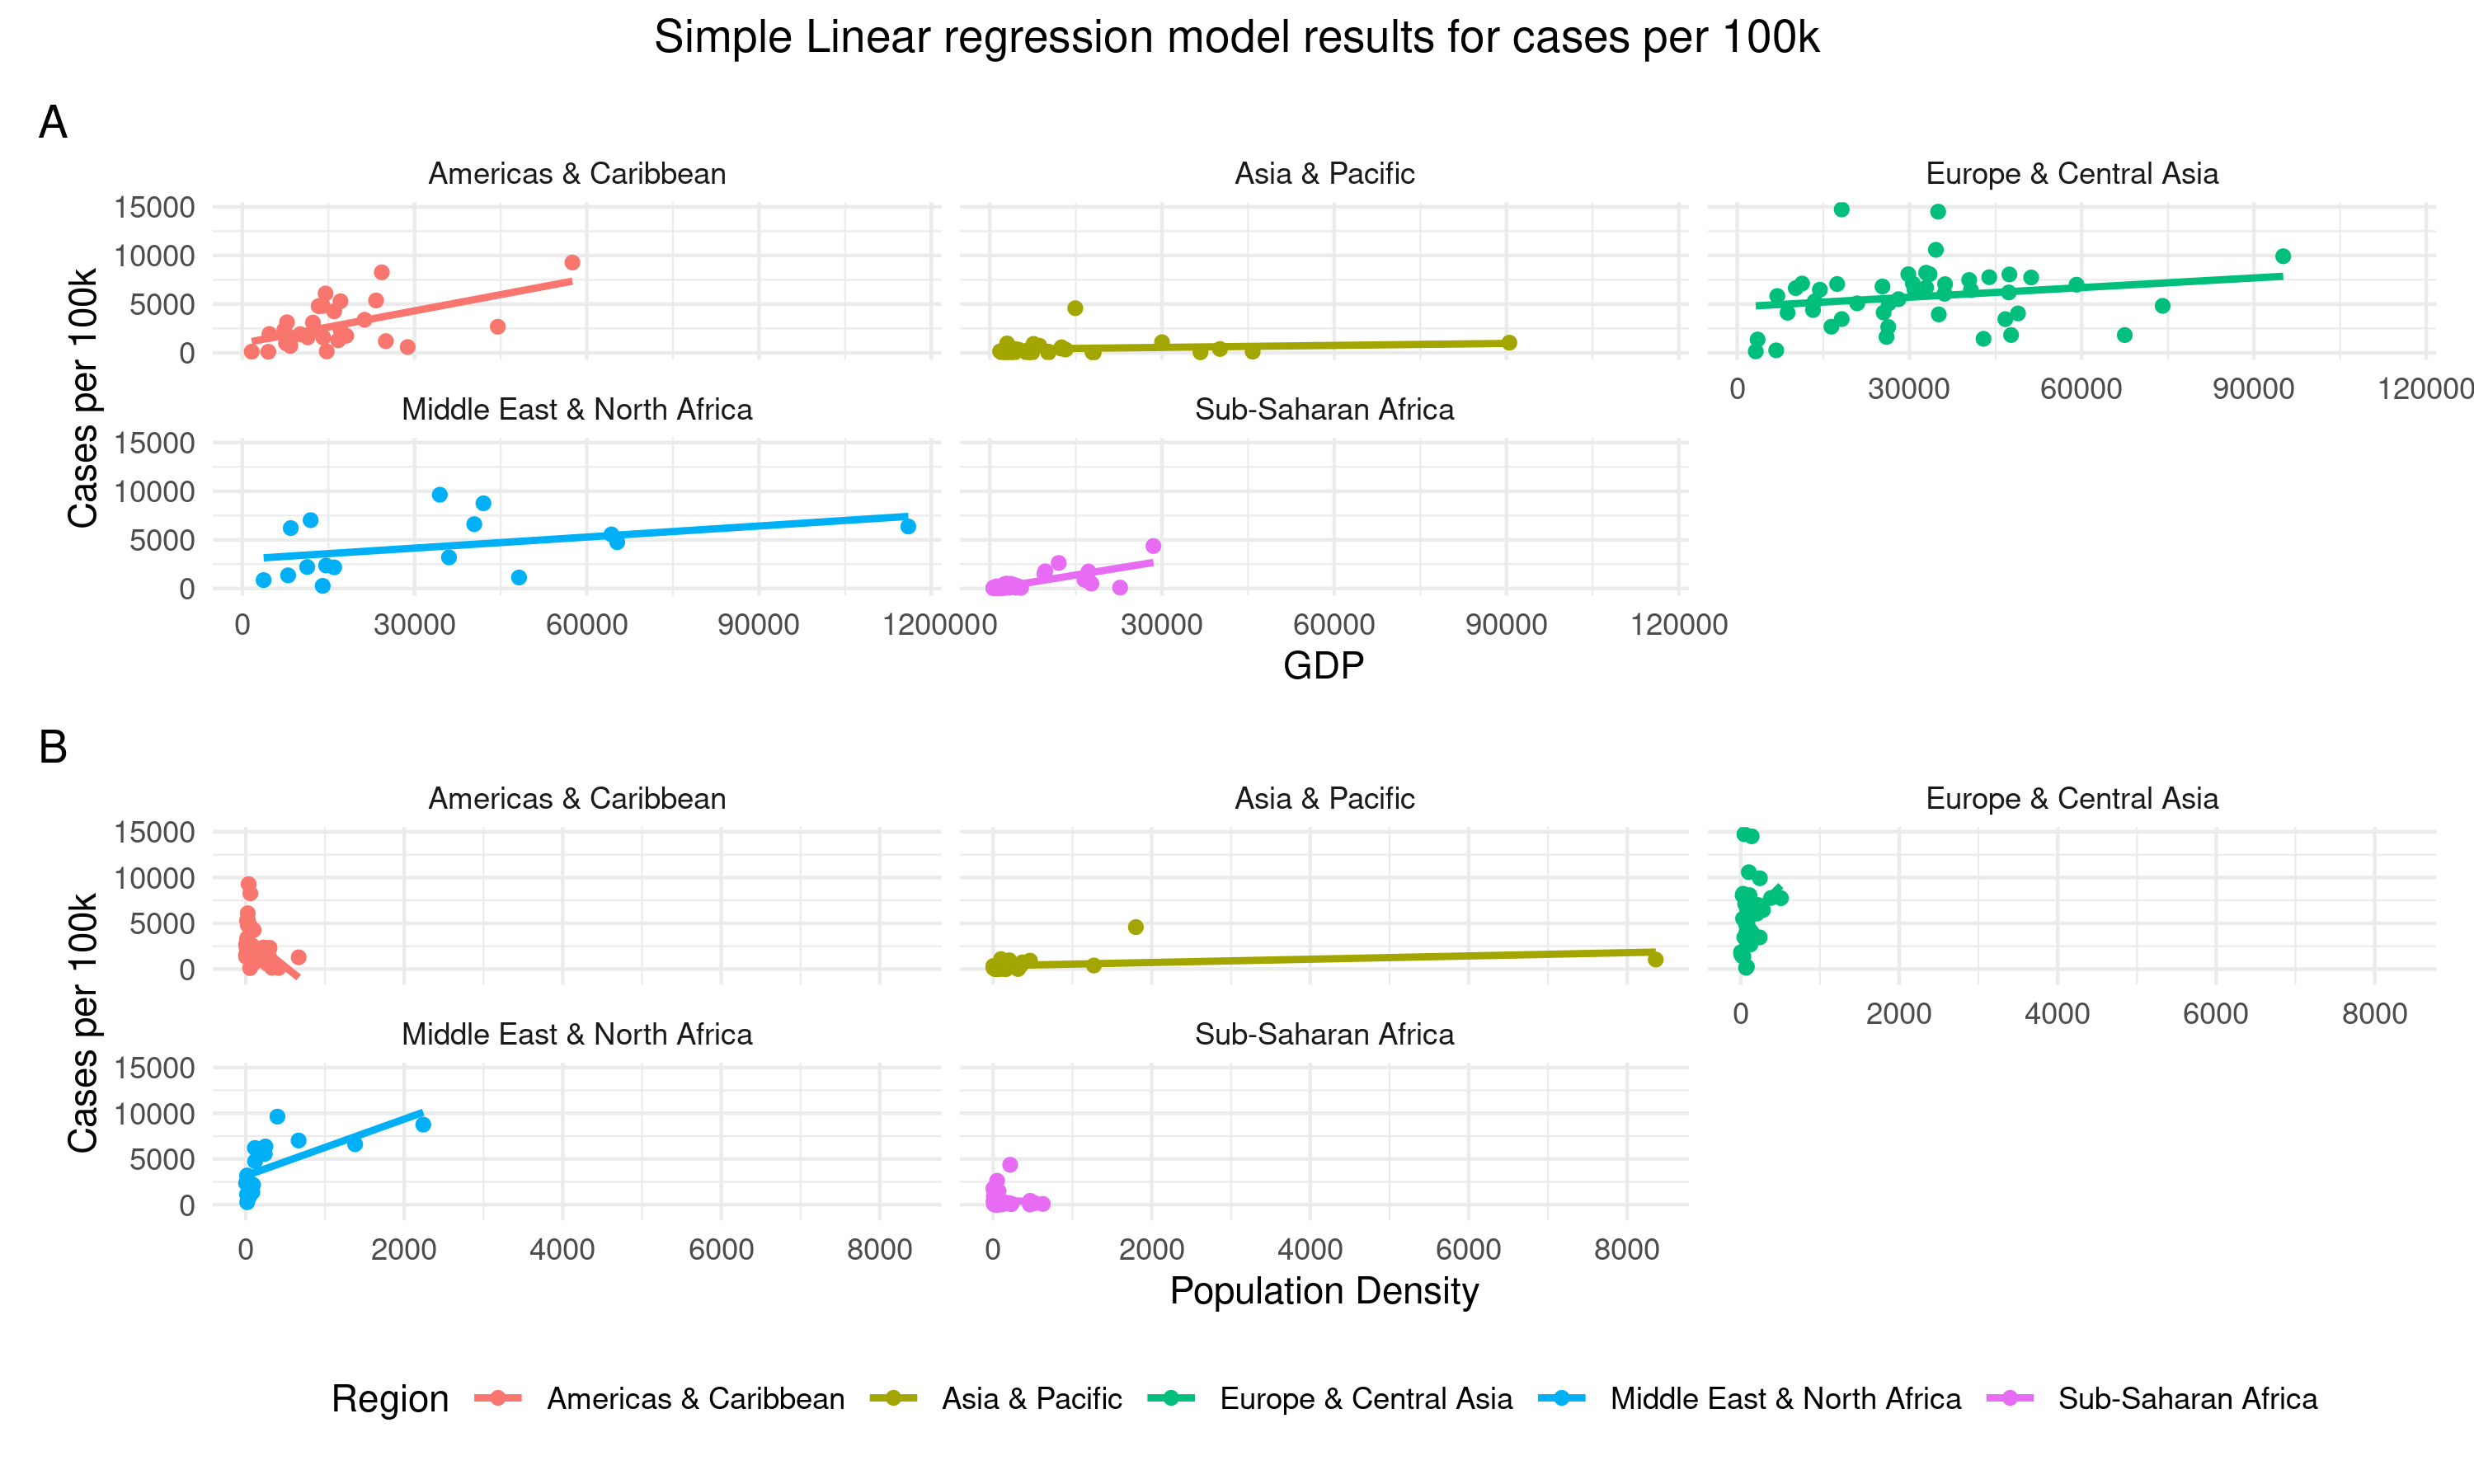 Simple Linear regression model results for cases per 100k
A
Americas & Caribbean
Asia & Pacific
Europe & Central Asia
Cases per 100k
15000
10000
5000
0
0 30000 60000 90000 120000
Middle East & North Africa
Sub-Saharan Africa
15000
10000
5000
0
0 30000 60000 90000 120000
0 30000 60000 90000 120000
GDP
B
Americas & Caribbean
Asia & Pacific
Europe & Central Asia
Cases per 100k
15000
10000
5000
0
0 2000 4000 6000 8000
Middle East & North Africa
Sub-Saharan Africa
15000
10000
5000
0
0 2000 4000 6000 8000
0 2000 4000 6000 8000
Population Density
Region Americas & Caribbean Asia & Pacific Europe & Central Asia Middle East & North Africa Sub-Saharan Africa